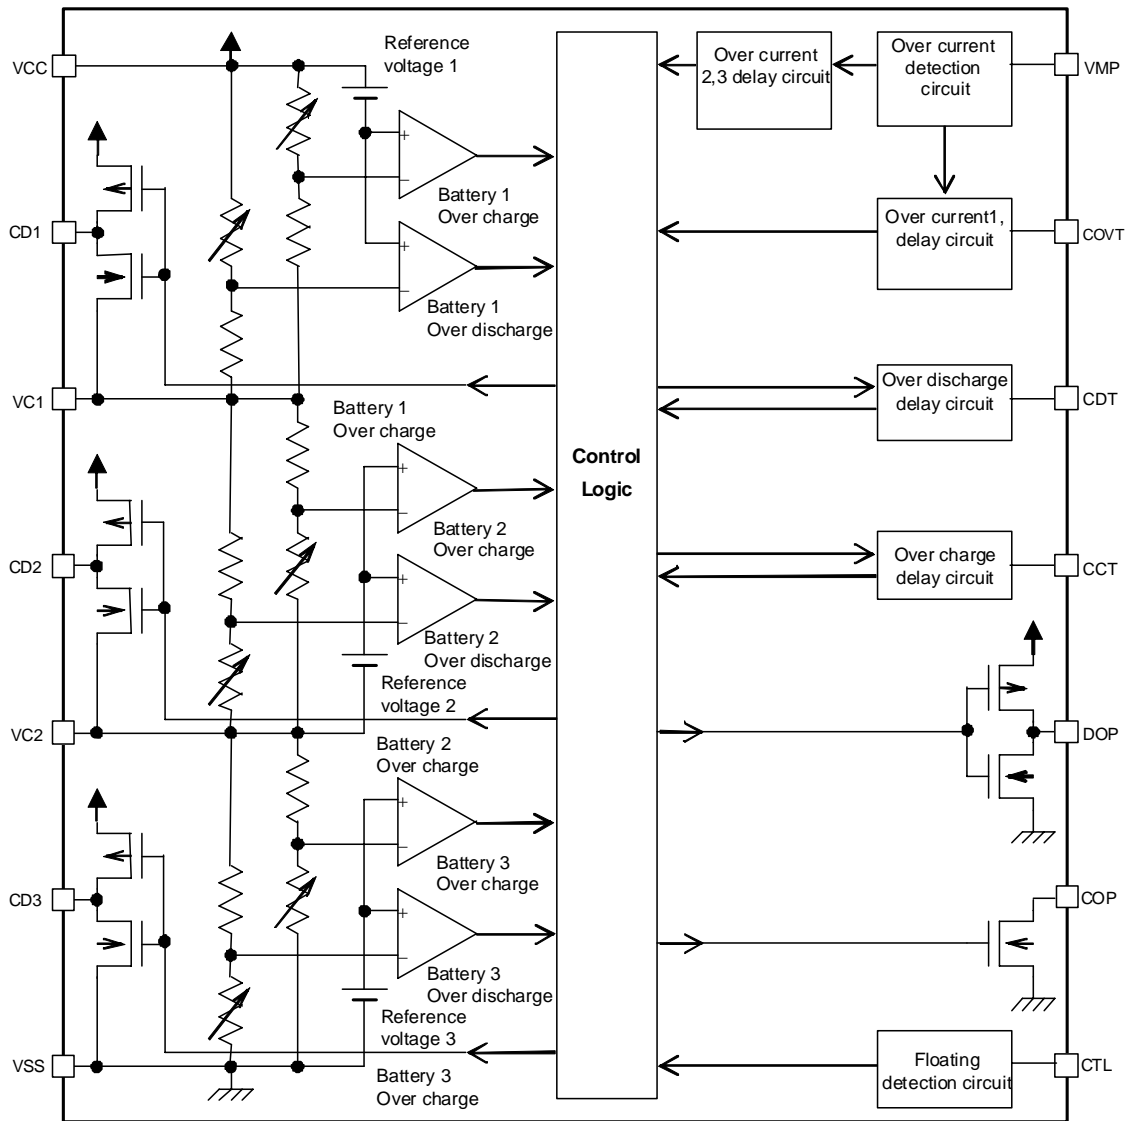 Reference
voltage 1
VCC
Over current
2,3 delay circuit
Over current
detection
circuit
VMP
+
−
Battery 1
Over charge
CD1
+
−
Battery 1
Over discharge
Over current1,
delay circuit
COVT
VC1
Battery 1
Over charge
Over discharge
delay circuit
CDT
+
−
Control
Logic
Battery 2
Over charge
CD2
+
−
Battery 2
Over discharge
Over charge
delay circuit
CCT
Reference
voltage 2
VC2
Battery 2
Over charge
DOP
+
−
Battery 3
Over charge
CD3
+
−
Battery 3
Over discharge
COP
Reference
voltage 3
VSS
Battery 3
Over charge
Floating
detection circuit
CTL